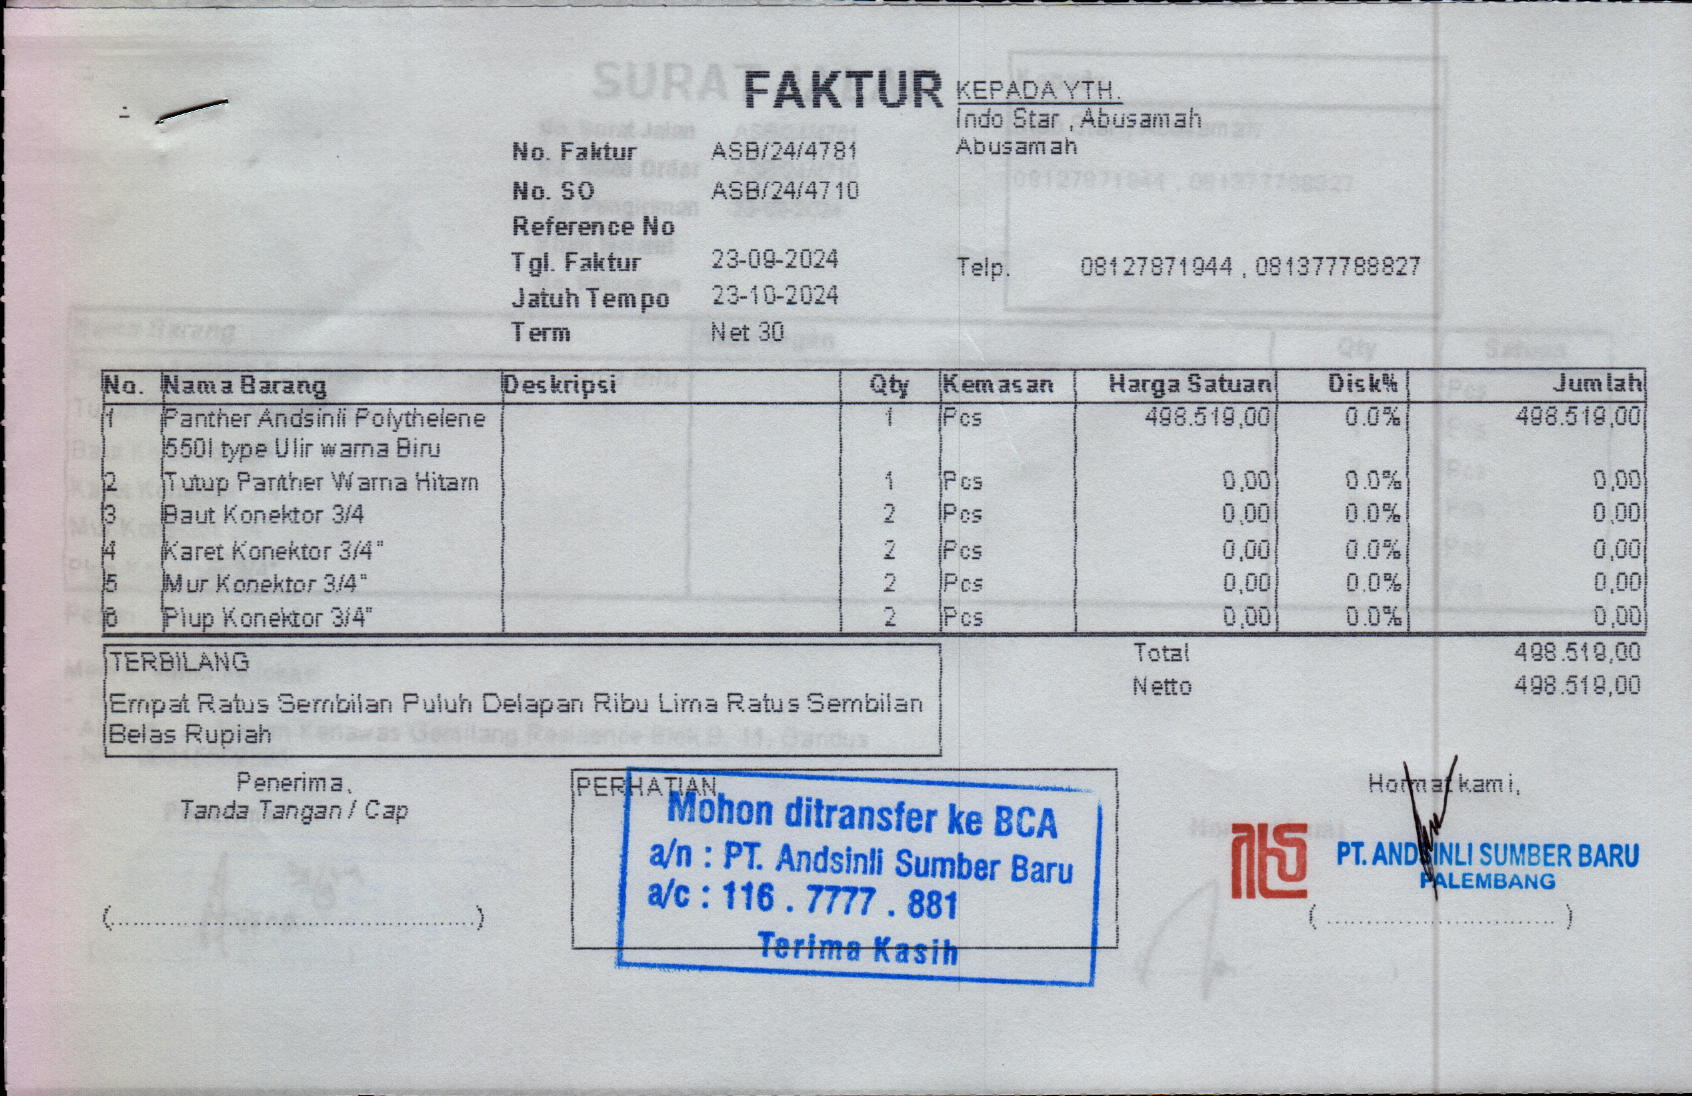 FAKTUR
KEPADA YTH.
Indo Star , Abusamah
Abusamah
No. Faktur ASB/24/4781
No. SO ASB/24/4710
Reference No
Tgl. Faktur 23-09-2024
Telp. 08127871944 , 081377788827
Jatuh Tempo 23-10-2024
Term Net 30
No. Nama Barang Deskripsi Qty Kemasan Harga Satuan Disk% Jumlah
1 Panther Andsinli Polythelene 1 Pcs 498.519,00 0.0% 498.519,00
550l type Ulir warna Biru
2 Tutup Panther Warna Hitam 1 Pcs 0,00 0.0% 0,00
3 Baut Konektor 3/4 2 Pcs 0,00 0.0% 0,00
4 Karet Konektor 3/4" 2 Pcs 0,00 0.0% 0,00
5 Mur Konektor 3/4" 2 Pcs 0,00 0.0% 0,00
6 Plup Konektor 3/4" 2 Pcs 0,00 0.0% 0,00
Total 498.519,00
Netto 498.519,00
TERBILANG
Empat Ratus Sembilan Puluh Delapan Ribu Lima Ratus Sembilan
Belas Rupiah
Penerima,
Tanda Tangan / Cap
PERHATIAN
Mohon ditransfer ke BCA
a/n : PT. Andsinli Sumber Baru
a/c : 116 . 7777 . 881
Terima Kasih
Hormat kami,
PT. ANDSINLI SUMBER BARU
PALEMBANG